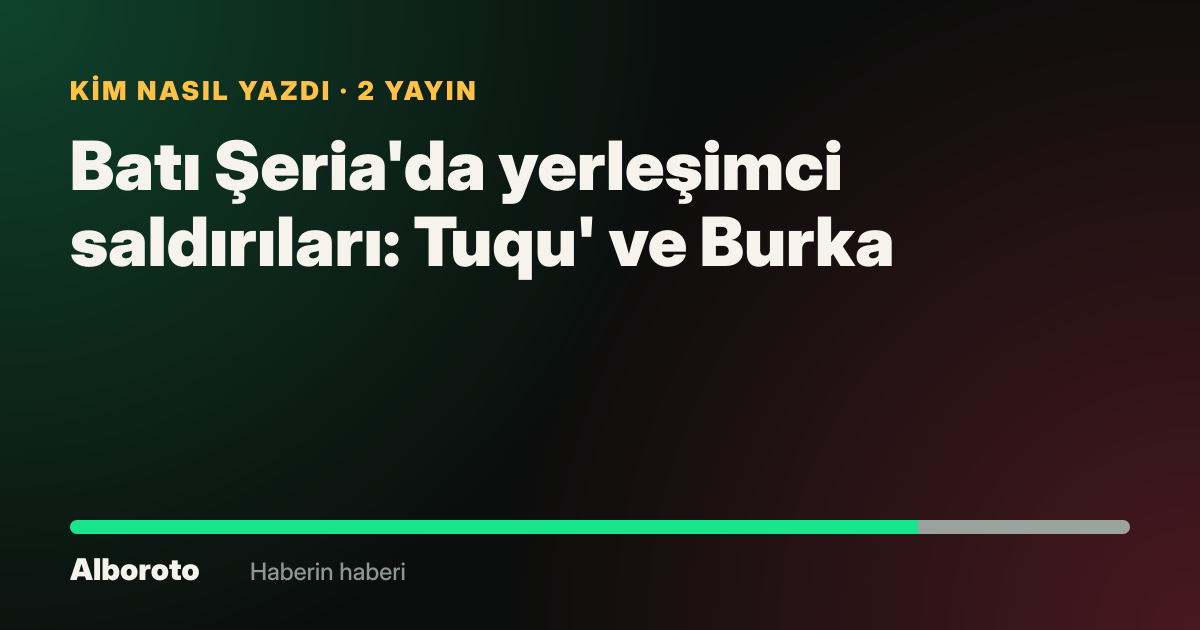 KİM NASIL YAZDI · 2 YAYIN
Batı Şeria'da yerleşimci
saldırıları: Tuqu' ve Burka
Alboroto
Haberin haberi